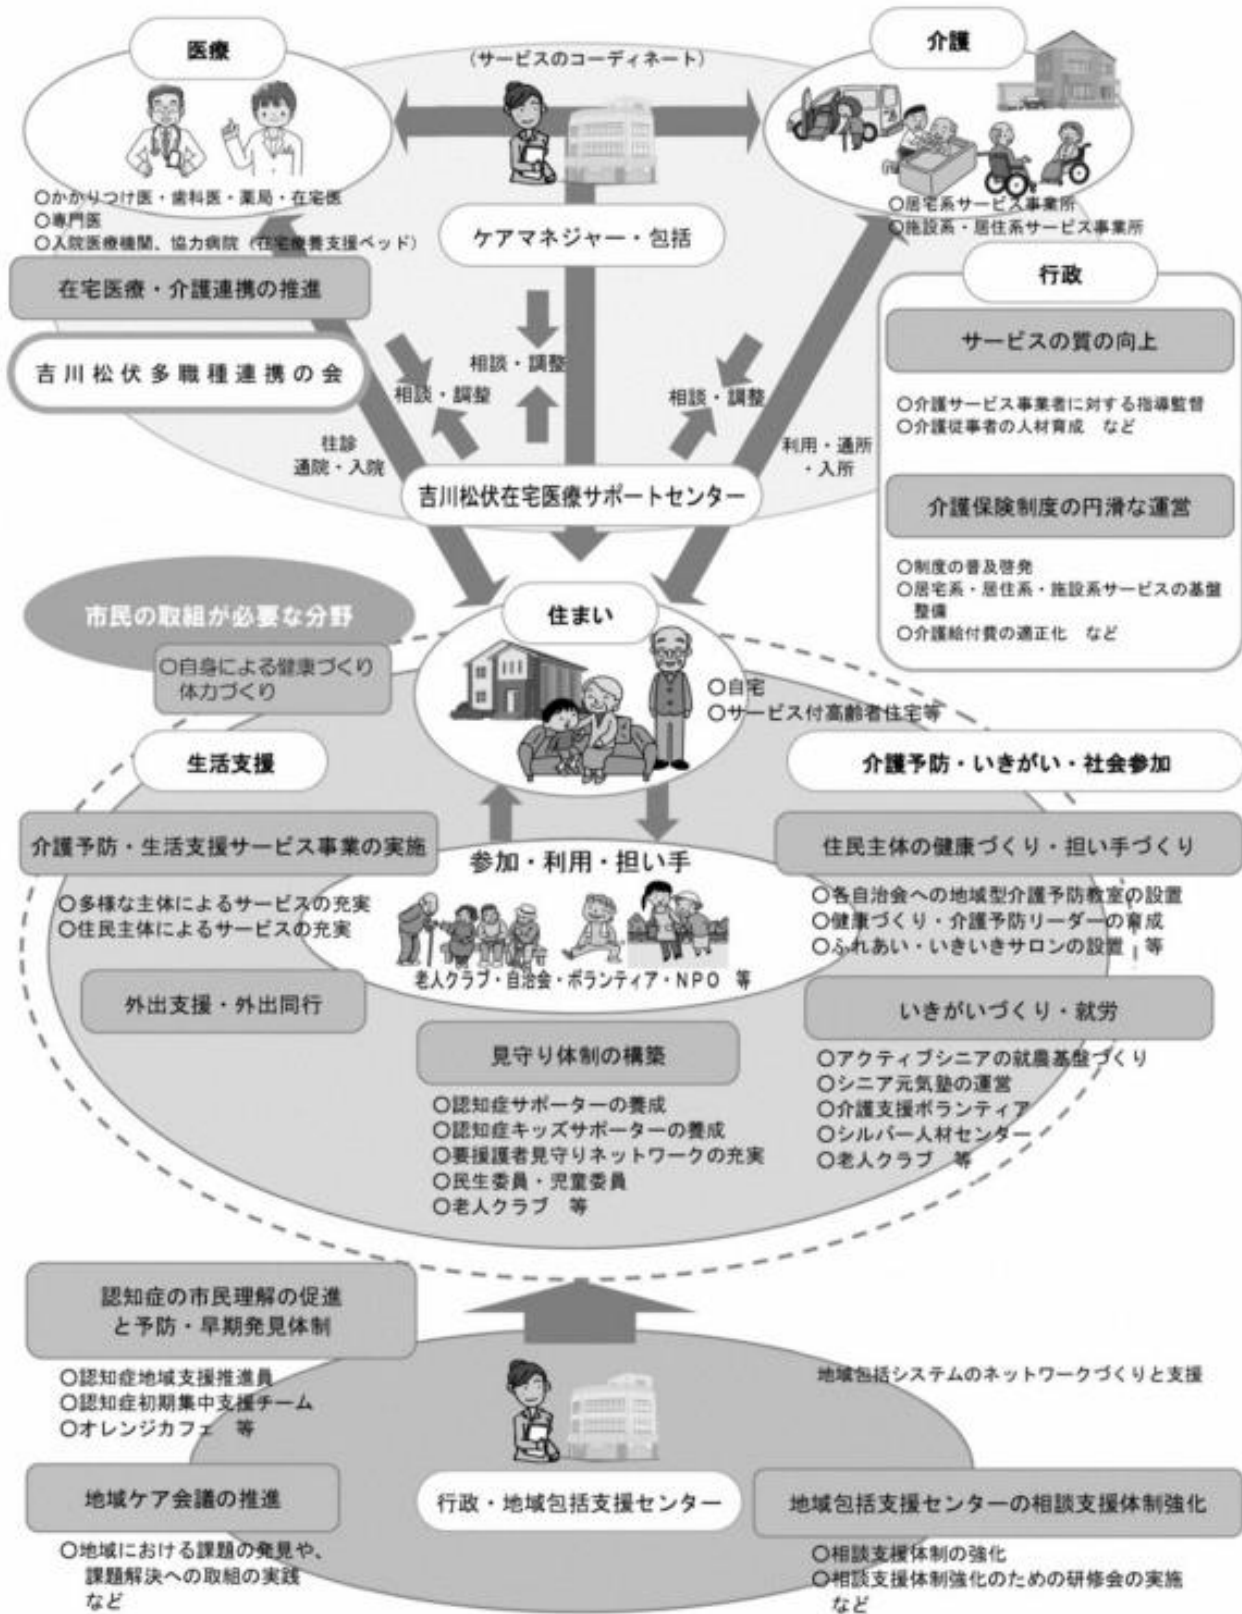 医療
(サービスのコーディネート)
介護
○かかりつけ医・歯科医・薬局・在宅医
○専門医
○入院医療機関、協力病院（在宅療養支援ベッド）
ケアマネジャー・包括
○居宅系サービス事業所
○施設系・居住系サービス事業所
在宅医療・介護連携の推進
吉川松伏多職種連携の会
相談・調整
相談・調整
相談・調整
往診
通院・入院
利用・通所
・入所
吉川松伏在宅医療サポートセンター
行政
サービスの質の向上
○介護サービス事業者に対する指導監督
○介護従事者の人材育成　など
介護保険制度の円滑な運営
○制度の普及啓発
○居宅系・居住系・施設系サービスの基盤
整備
○介護給付費の適正化　など
市民の取組が必要な分野
○自身による健康づくり
体力づくり
住まい
○自宅
○サービス付高齢者住宅等
生活支援
介護予防・生活支援サービス事業の実施
○多様な主体によるサービスの充実
○住民主体によるサービスの充実
外出支援・外出同行
参加・利用・担い手
老人クラブ・自治会・ボランティア・NPO　等
介護予防・いきがい・社会参加
住民主体の健康づくり・担い手づくり
○各自治会への地域型介護予防教室の設置
○健康づくり・介護予防リーダーの育成
○ふれあい・いきいきサロンの設置　等
いきがいづくり・就労
○アクティブシニアの就農基盤づくり
○シニア元気塾の運営
○介護支援ボランティア
○シルバー人材センター
○老人クラブ　等
見守り体制の構築
○認知症サポーターの養成
○認知症キッズサポーターの養成
○要援護者見守りネットワークの充実
○民生委員・児童委員
○老人クラブ　等
認知症の市民理解の促進
と予防・早期発見体制
○認知症地域支援推進員
○認知症初期集中支援チーム
○オレンジカフェ　等
地域包括システムのネットワークづくりと支援
行政・地域包括支援センター
地域ケア会議の推進
○地域における課題の発見や、
課題解決への取組の実践
など
地域包括支援センターの相談支援体制強化
○相談支援体制の強化
○相談支援体制強化のための研修会の実施
など